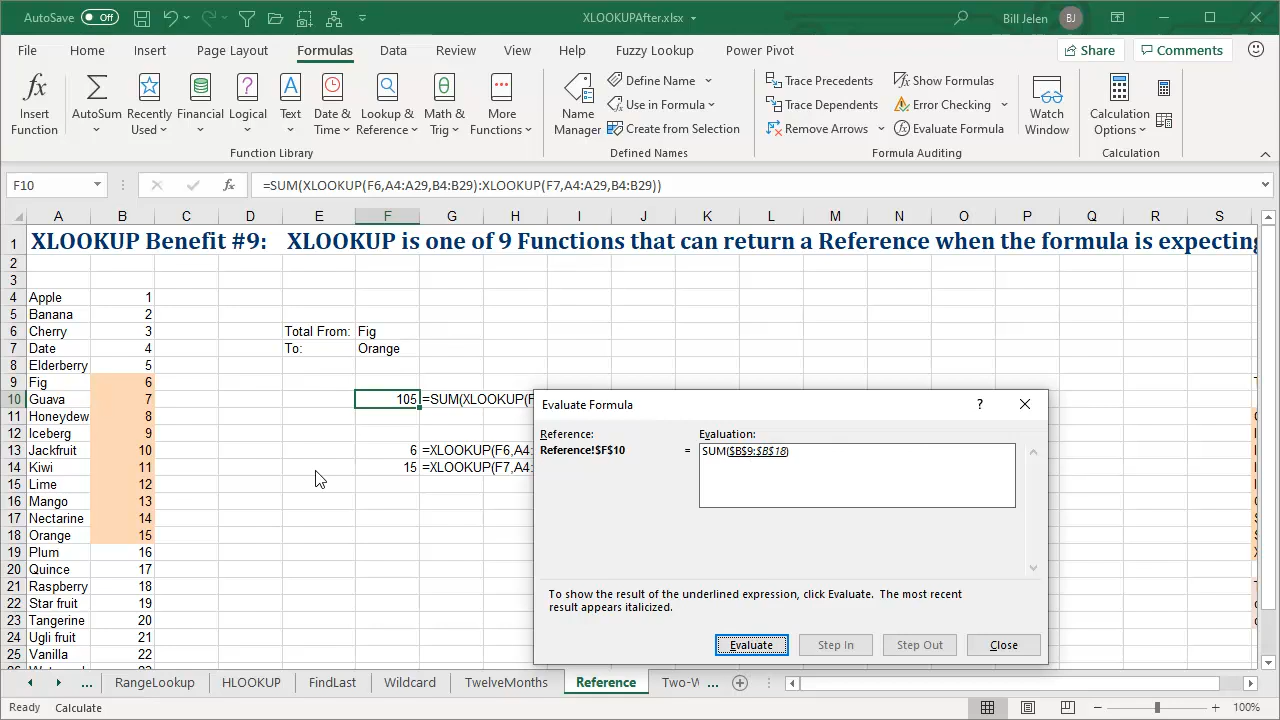 AutoSave Off XLOOKUPAfter.xlsx Bill Jelen BJ
File Home Insert Page Layout Formulas Data Review View Help Fuzzy Lookup Power Pivot Share Comments
Insert Function
AutoSum
Recently Used
Financial
Logical
Text
Date & Time
Lookup & Reference
Math & Trig
More Functions
Function Library
Name Manager
Define Name
Use in Formula
Create from Selection
Defined Names
Trace Precedents
Trace Dependents
Remove Arrows
Show Formulas
Error Checking
Evaluate Formula
Formula Auditing
Watch Window
Calculation Options
Calculation
F10 fx =SUM(XLOOKUP(F6,A4:A29,B4:B29):XLOOKUP(F7,A4:A29,B4:B29))
A B C D E F G H I J K L M N O P Q R S
1 XLOOKUP Benefit #9: XLOOKUP is one of 9 Functions that can return a Reference when the formula is expecting
2
3
4 Apple 1
5 Banana 2
6 Cherry 3 Total From: Fig
7 Date 4 To: Orange
8 Elderberry 5
9 Fig 6
10 Guava 7 105 =SUM(XLOOKUP(F
11 Honeydew 8
12 Iceberg 9
13 Jackfruit 10 6 =XLOOKUP(F6,A4:
14 Kiwi 11 15 =XLOOKUP(F7,A4:
15 Lime 12
16 Mango 13
17 Nectarine 14
18 Orange 15
19 Plum 16
20 Quince 17
21 Raspberry 18
22 Star fruit 19
23 Tangerine 20
24 Ugli fruit 21
25 Vanilla 22
Evaluate Formula ?
Reference: Evaluation:
Reference!$F$10 = SUM($B$9:$B$18)
To show the result of the underlined expression, click Evaluate. The most recent
result appears italicized.
Evaluate Step In Step Out Close
... RangeLookup HLOOKUP FindLast Wildcard TwelveMonths Reference Two-W ...
Ready Calculate 100%